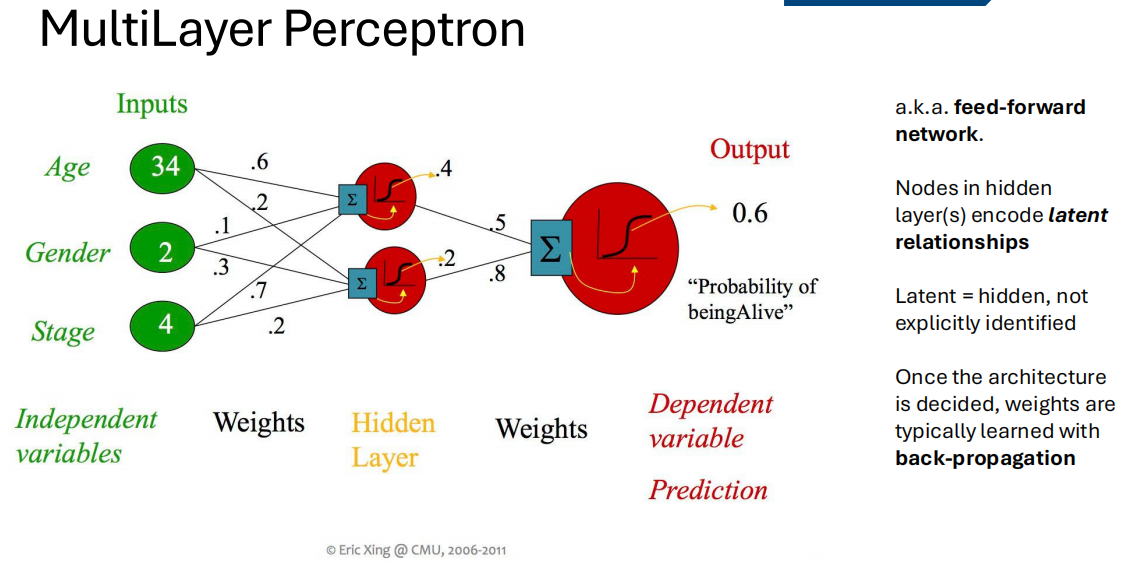 MultiLayer Perceptron
Inputs
Age
34
Gender
2
Stage
4
.6
.2
.1
.3
.7
.2
Σ
.4
Σ
.2
.5
.8
Σ
Output
0.6
“Probability of
beingAlive”
Independent
variables
Weights
Hidden
Layer
Weights
Dependent
variable
Prediction
a.k.a. feed-forward
network.
Nodes in hidden
layer(s) encode latent
relationships
Latent = hidden, not
explicitly identified
Once the architecture
is decided, weights are
typically learned with
back-propagation
© Eric Xing @ CMU, 2006-2011